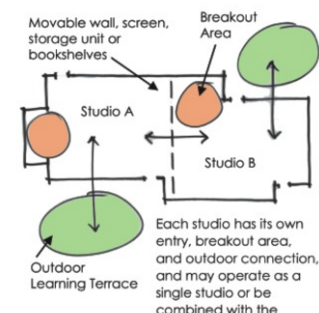 Movable wall, screen,
storage unit or
bookshelves
Breakout
Area
Studio A
Studio B
Outdoor
Learning Terrace
Each studio has its own
entry, breakout area,
and outdoor connection,
and may operate as a
single studio or be
combined with the